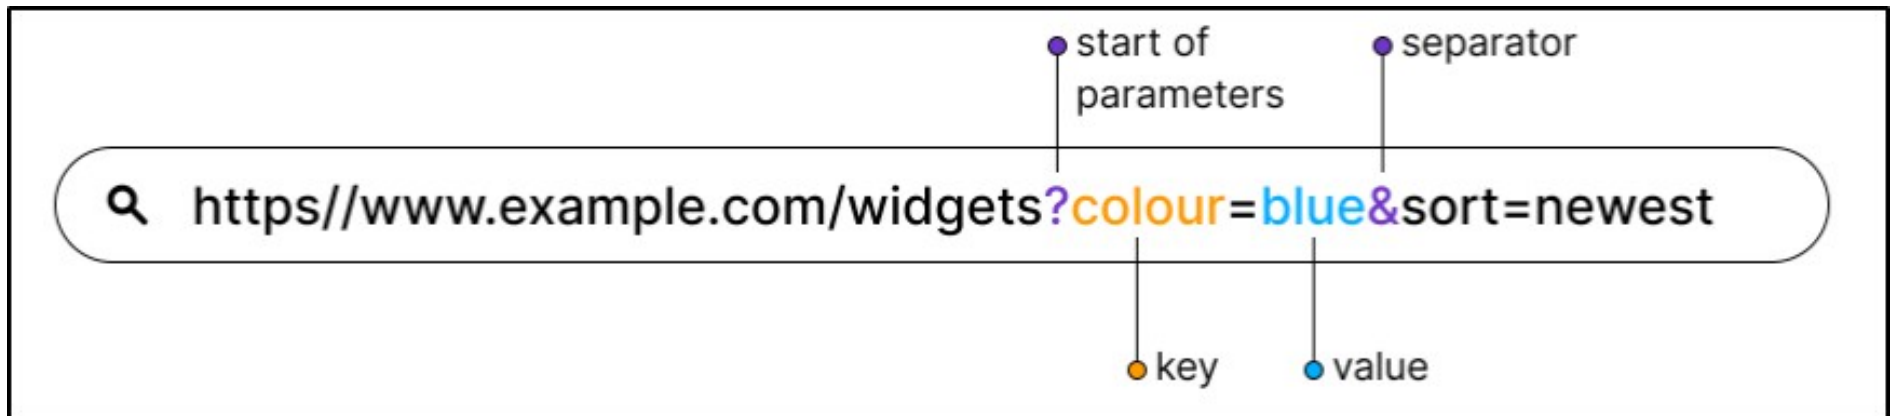 start of
parameters
separator
https//www.example.com/widgets?colour=blue&sort=newest
key
value